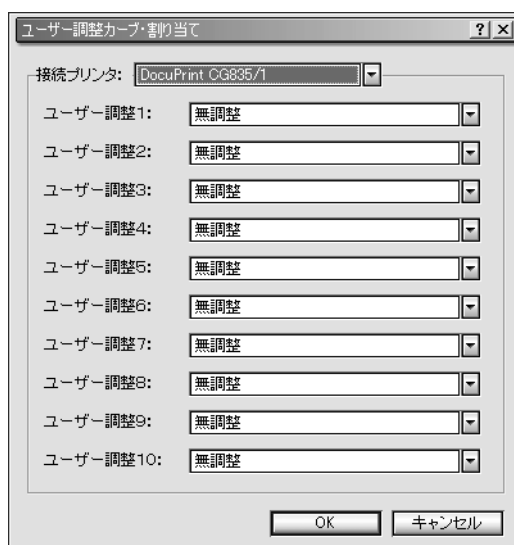 ユーザー調整カーブ・割り当て
接続プリンタ: DocuPrint CG835/1
ユーザー調整1: 無調整
ユーザー調整2: 無調整
ユーザー調整3: 無調整
ユーザー調整4: 無調整
ユーザー調整5: 無調整
ユーザー調整6: 無調整
ユーザー調整7: 無調整
ユーザー調整8: 無調整
ユーザー調整9: 無調整
ユーザー調整10: 無調整
OK キャンセル